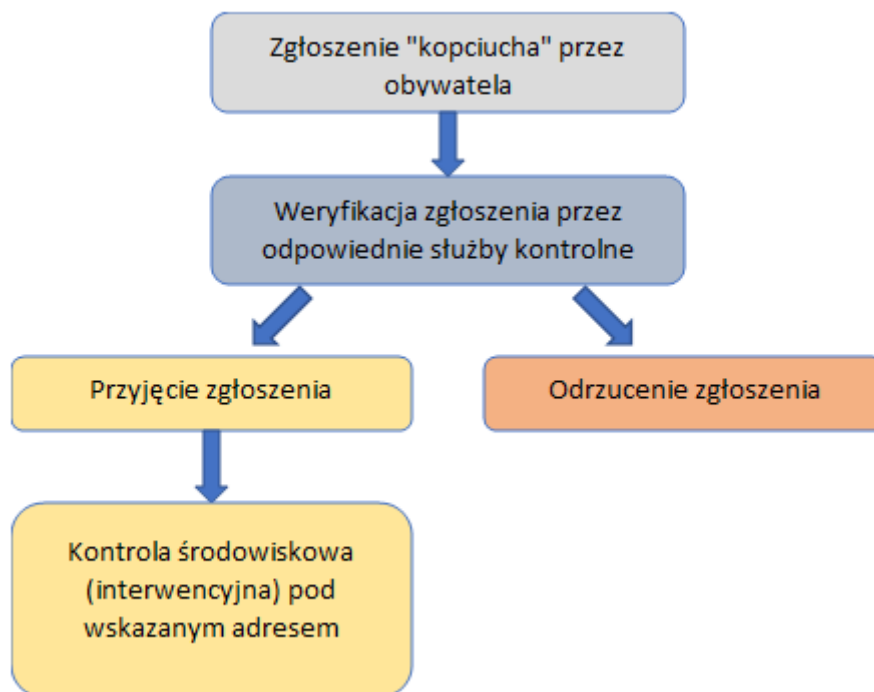 Zgłoszenie "kopciucha" przez
obywatela
Weryfikacja zgłoszenia przez
odpowiednie służby kontrolne
Przyjęcie zgłoszenia
Odrzucenie zgłoszenia
Kontrola środowiskowa
(interwencyjna) pod
wskazanym adresem